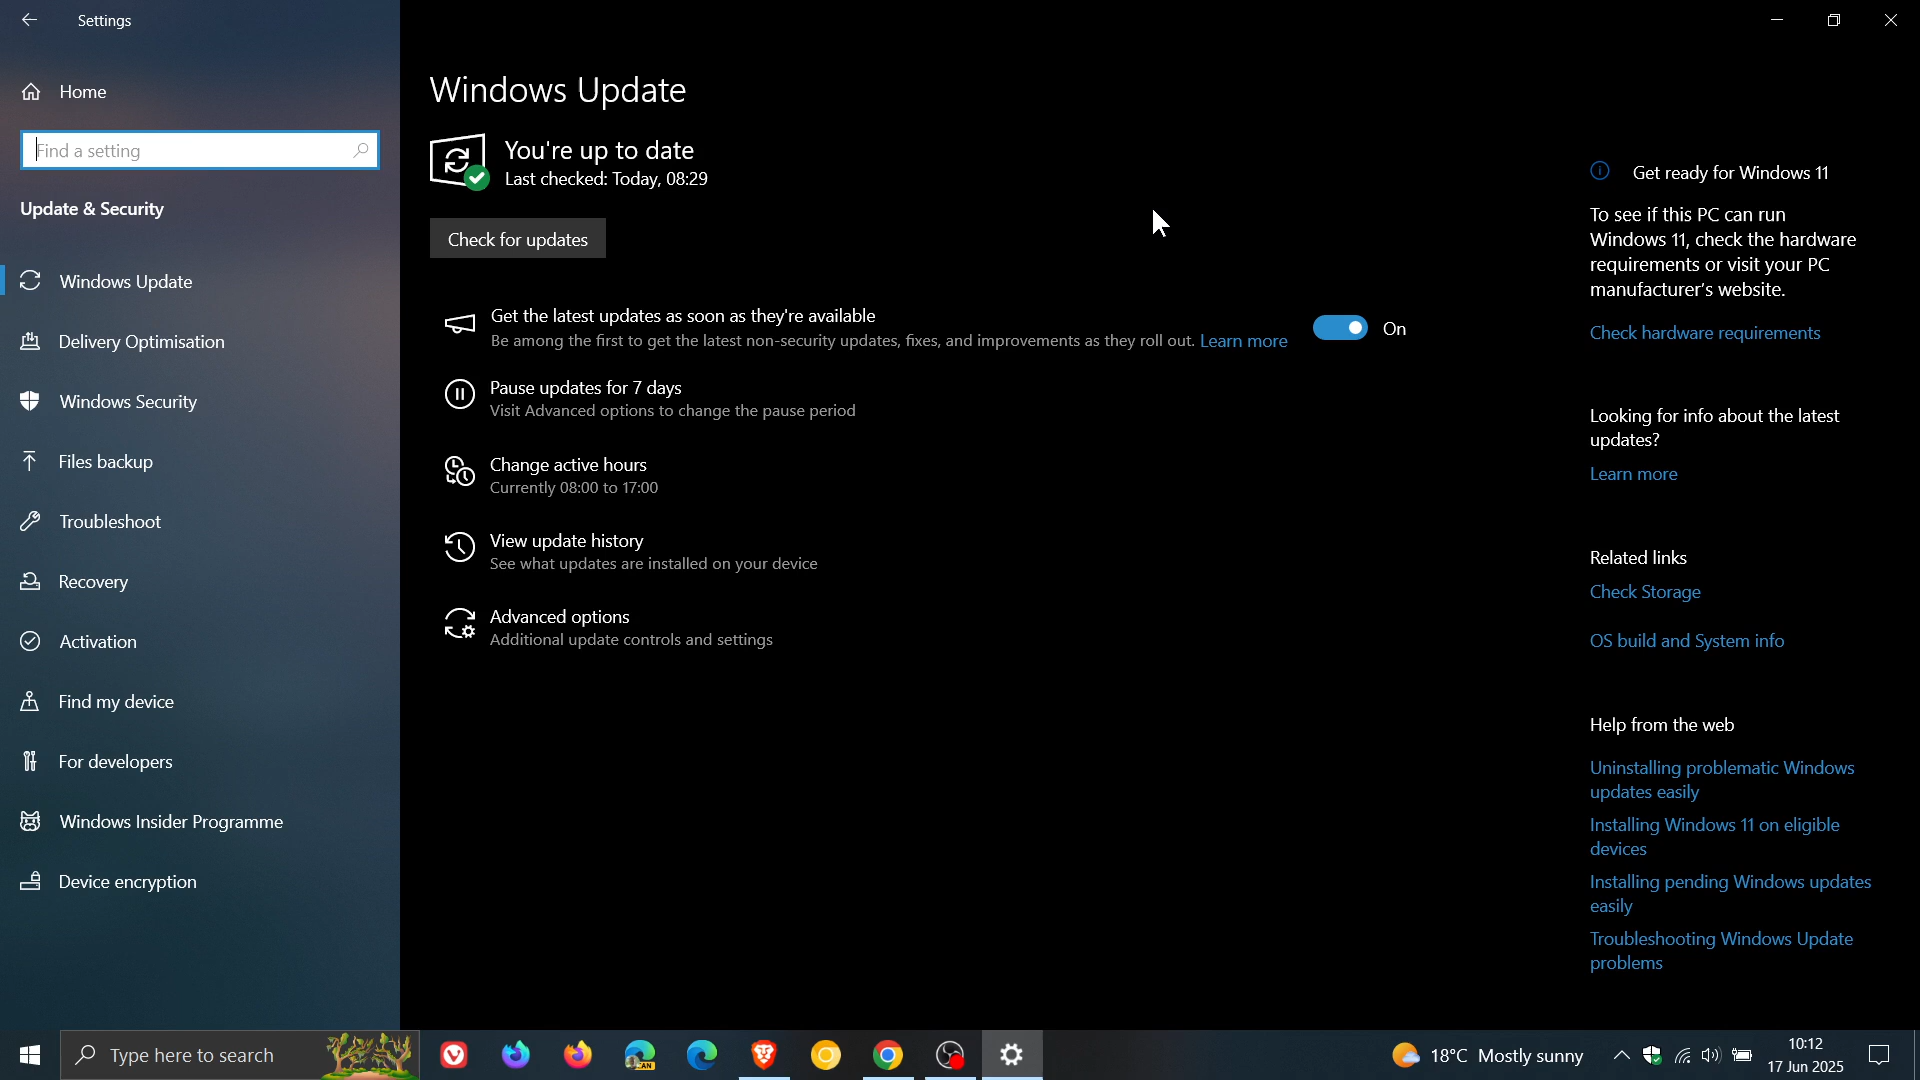 Settings
Home
Find a setting
Update & Security
Windows Update
Delivery Optimisation
Windows Security
Files backup
Troubleshoot
Recovery
Activation
Find my device
For developers
Windows Insider Programme
Device encryption
Windows Update
You're up to date
Last checked: Today, 08:29
Check for updates
Get the latest updates as soon as they're available
Be among the first to get the latest non-security updates, fixes, and improvements as they roll out. Learn more
On
Pause updates for 7 days
Visit Advanced options to change the pause period
Change active hours
Currently 08:00 to 17:00
View update history
See what updates are installed on your device
Advanced options
Additional update controls and settings
Get ready for Windows 11
To see if this PC can run
Windows 11, check the hardware
requirements or visit your PC
manufacturer's website.
Check hardware requirements
Looking for info about the latest
updates?
Learn more
Related links
Check Storage
OS build and System info
Help from the web
Uninstalling problematic Windows
updates easily
Installing Windows 11 on eligible
devices
Installing pending Windows updates
easily
Troubleshooting Windows Update
problems
Type here to search
CAN
18°C Mostly sunny
10:12
17 Jun 2025